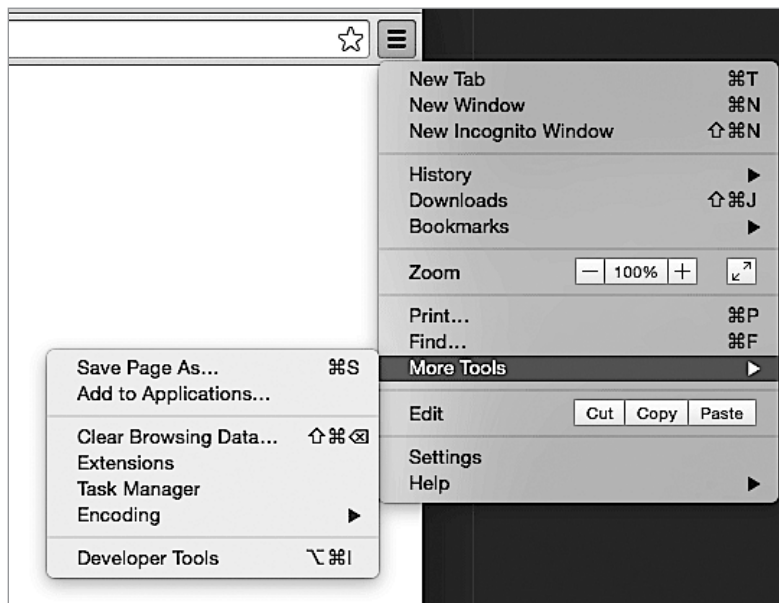 New Tab ⌘T
New Window ⌘N
New Incognito Window ⇧⌘N
History ▶
Downloads ⇧⌘J
Bookmarks ▶
Zoom − 100% +
Print... ⌘P
Find... ⌘F
More Tools ▶
Edit Cut Copy Paste
Settings
Help ▶
Save Page As... ⌘S
Add to Applications...
Clear Browsing Data... ⇧⌘⌫
Extensions
Task Manager
Encoding ▶
Developer Tools ⌥⌘I